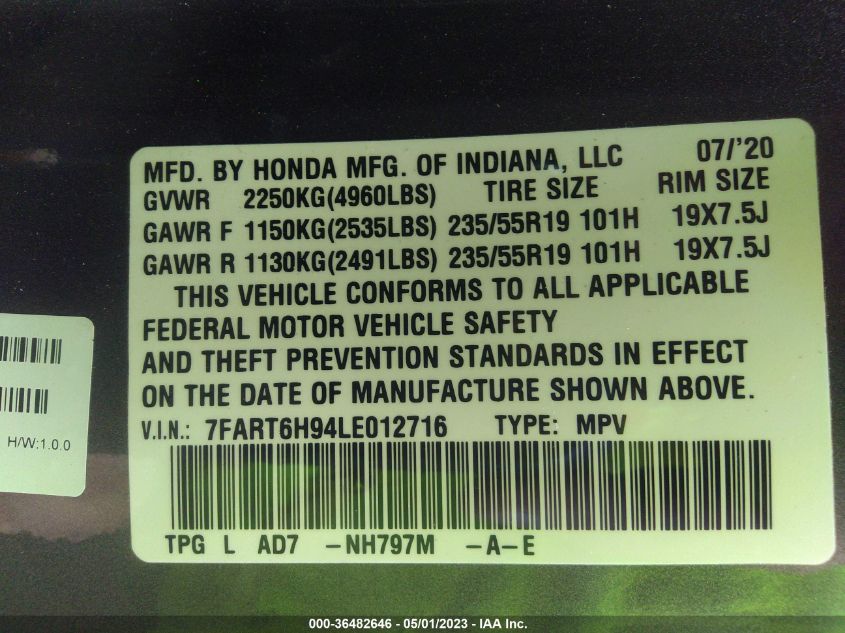 MFD. BY HONDA MFG. OF INDIANA, LLC 07/'20
GVWR 2250KG(4960LBS) TIRE SIZE RIM SIZE
GAWR F 1150KG(2535LBS) 235/55R19 101H 19X7.5J
GAWR R 1130KG(2491LBS) 235/55R19 101H 19X7.5J
THIS VEHICLE CONFORMS TO ALL APPLICABLE
FEDERAL MOTOR VEHICLE SAFETY
AND THEFT PREVENTION STANDARDS IN EFFECT
ON THE DATE OF MANUFACTURE SHOWN ABOVE.
V.I.N.: 7FART6H94LE012716 TYPE: MPV
TPG L AD7 -NH797M -A-E
H/W:1.0.0
000-36482646 - 05/01/2023 - IAA Inc.